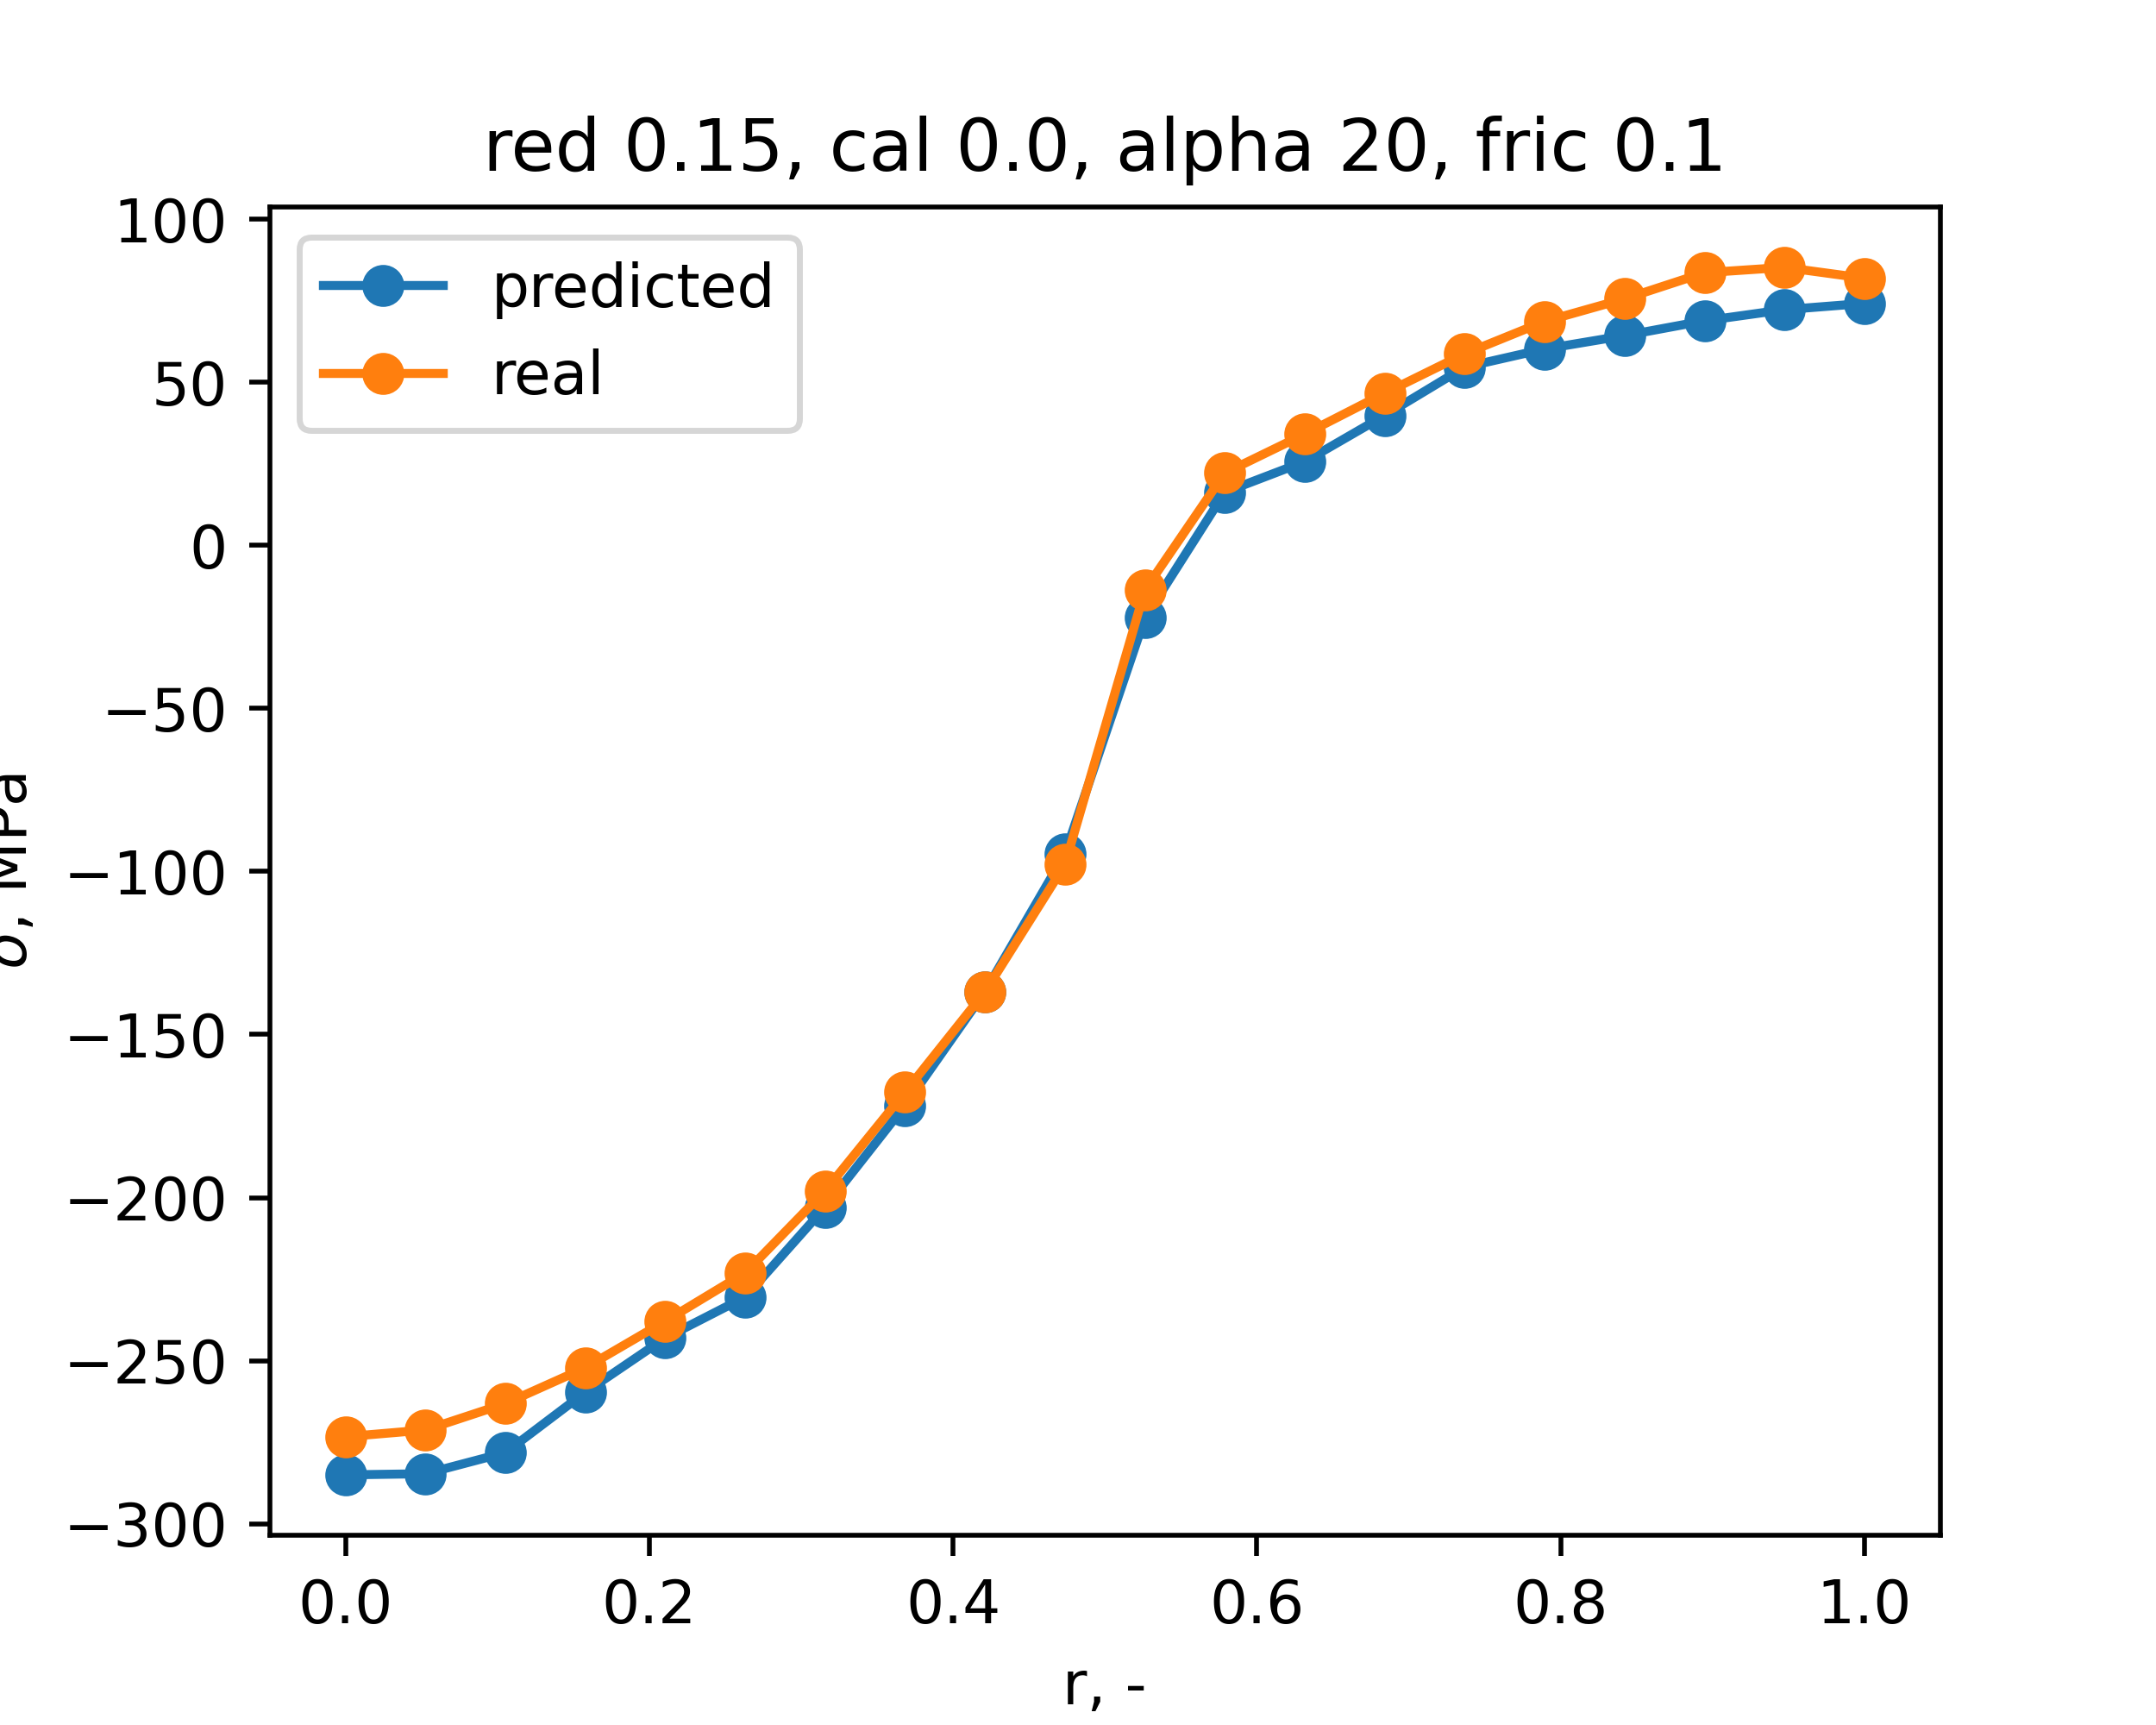 red 0.15, cal 0.0, alpha 20, fric 0.1
predicted
real
100
50
0
−50
−100
−150
−200
−250
−300
σ, MPa
0.0 0.2 0.4 0.6 0.8 1.0
r, -